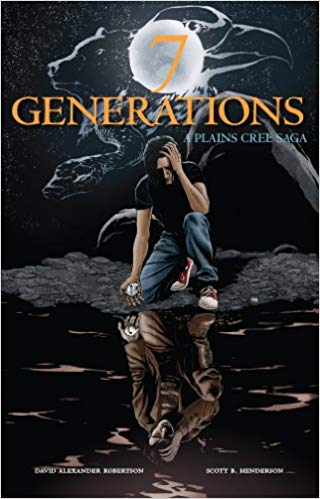 7
GENERATIONS
A PLAINS CREE SAGA
DAVID ALEXANDER ROBERTSON SCOTT B. HENDERSON